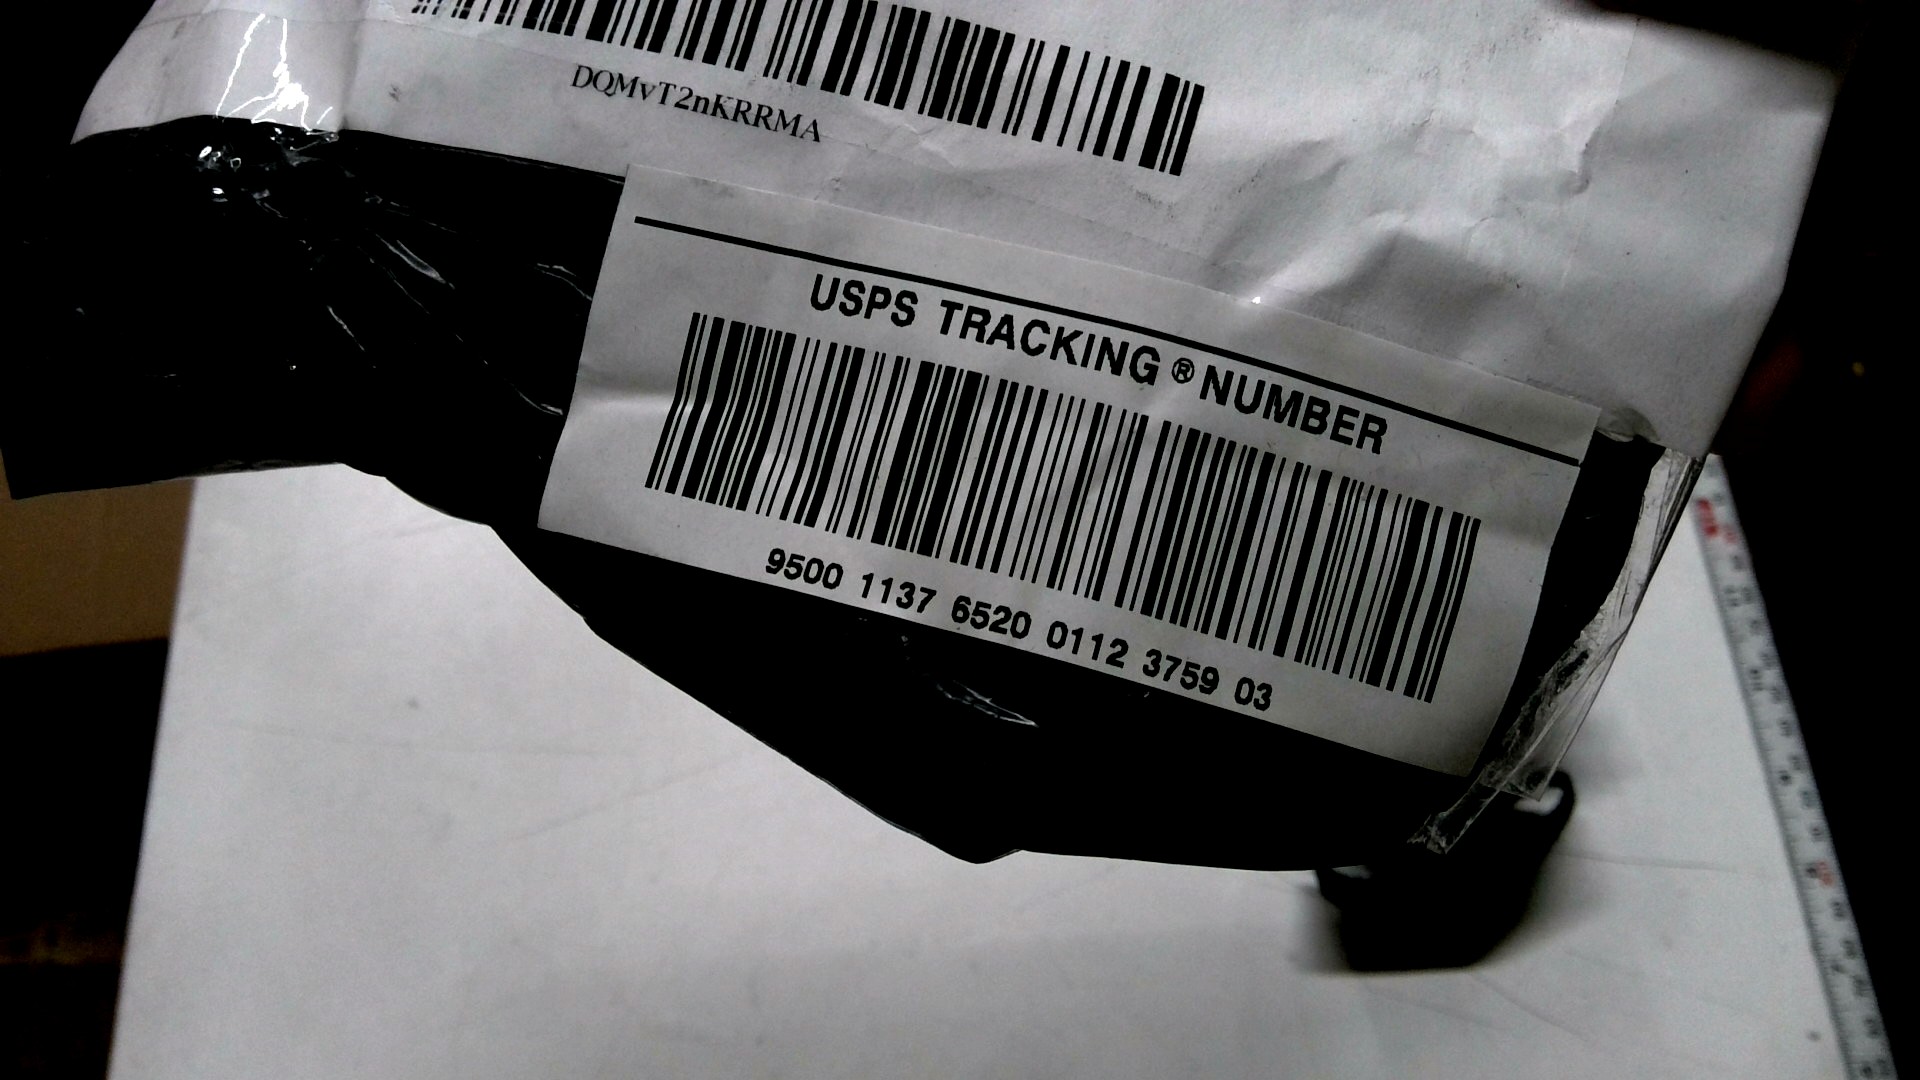 DQMvT2nKRRMA
USPS TRACKING ® NUMBER
9500 1137 6520 0112 3759 03